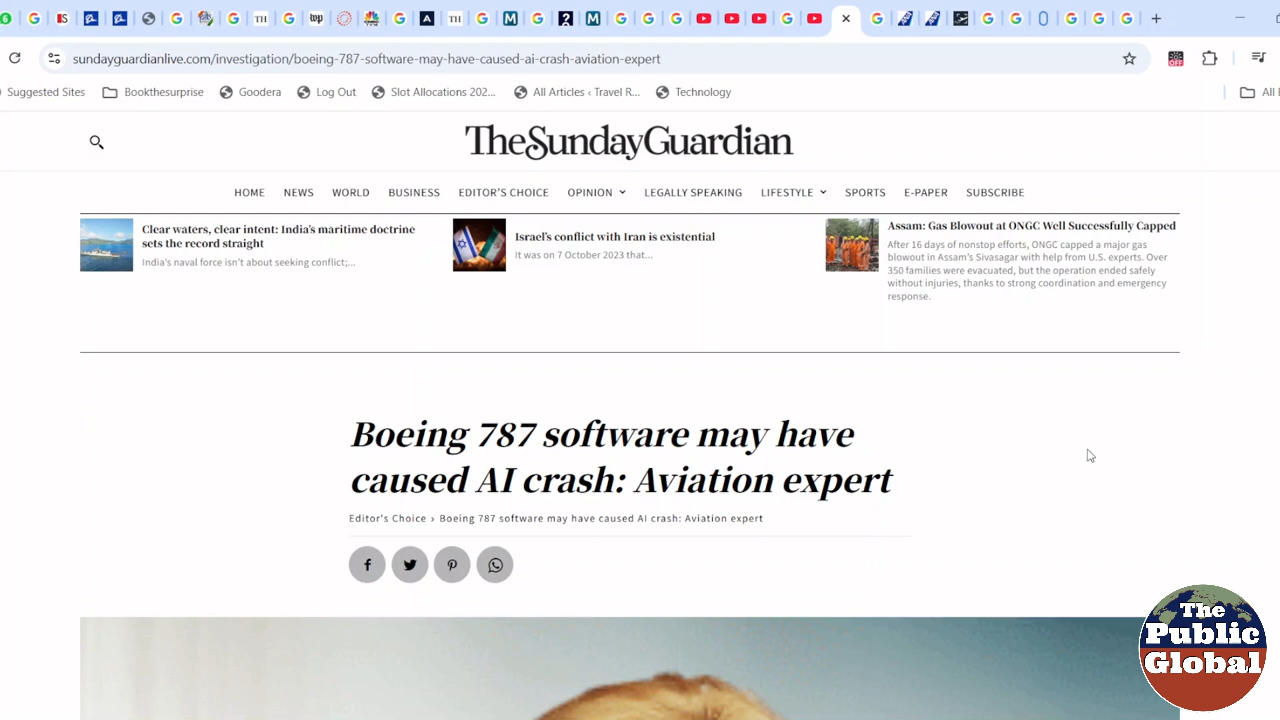 sundayguardianlive.com/investigation/boeing-787-software-may-have-caused-ai-crash-aviation-expert
OFF
Suggested Sites Bookthesurprise Goodera Log Out Slot Allocations 202... All Articles ‹ Travel R... Technology
TheSundayGuardian
HOME NEWS WORLD BUSINESS EDITOR'S CHOICE OPINION LEGALLY SPEAKING LIFESTYLE SPORTS E-PAPER SUBSCRIBE
Clear waters, clear intent: India's maritime doctrine
sets the record straight
India's naval force isn't about seeking conflict;...
Israel's conflict with Iran is existential
It was on 7 October 2023 that...
Assam: Gas Blowout at ONGC Well Successfully Capped
After 16 days of nonstop efforts, ONGC capped a major gas
blowout in Assam's Sivasagar with help from U.S. experts. Over
350 families were evacuated, but the operation ended safely
without injuries, thanks to strong coordination and emergency
response.
Boeing 787 software may have
caused AI crash: Aviation expert
Editor's Choice › Boeing 787 software may have caused AI crash: Aviation expert
The
Public
Global